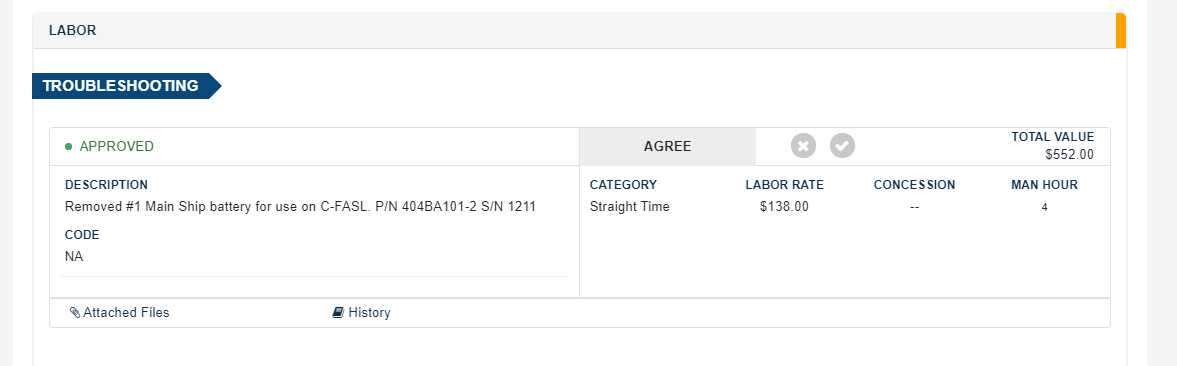 LABOR
TROUBLESHOOTING
APPROVED
AGREE
TOTAL VALUE
$552.00
DESCRIPTION
Removed #1 Main Ship battery for use on C-FASL. P/N 404BA101-2 S/N 1211
CODE
NA
CATEGORY LABOR RATE CONCESSION MAN HOUR
Straight Time $138.00 -- 4
Attached Files History